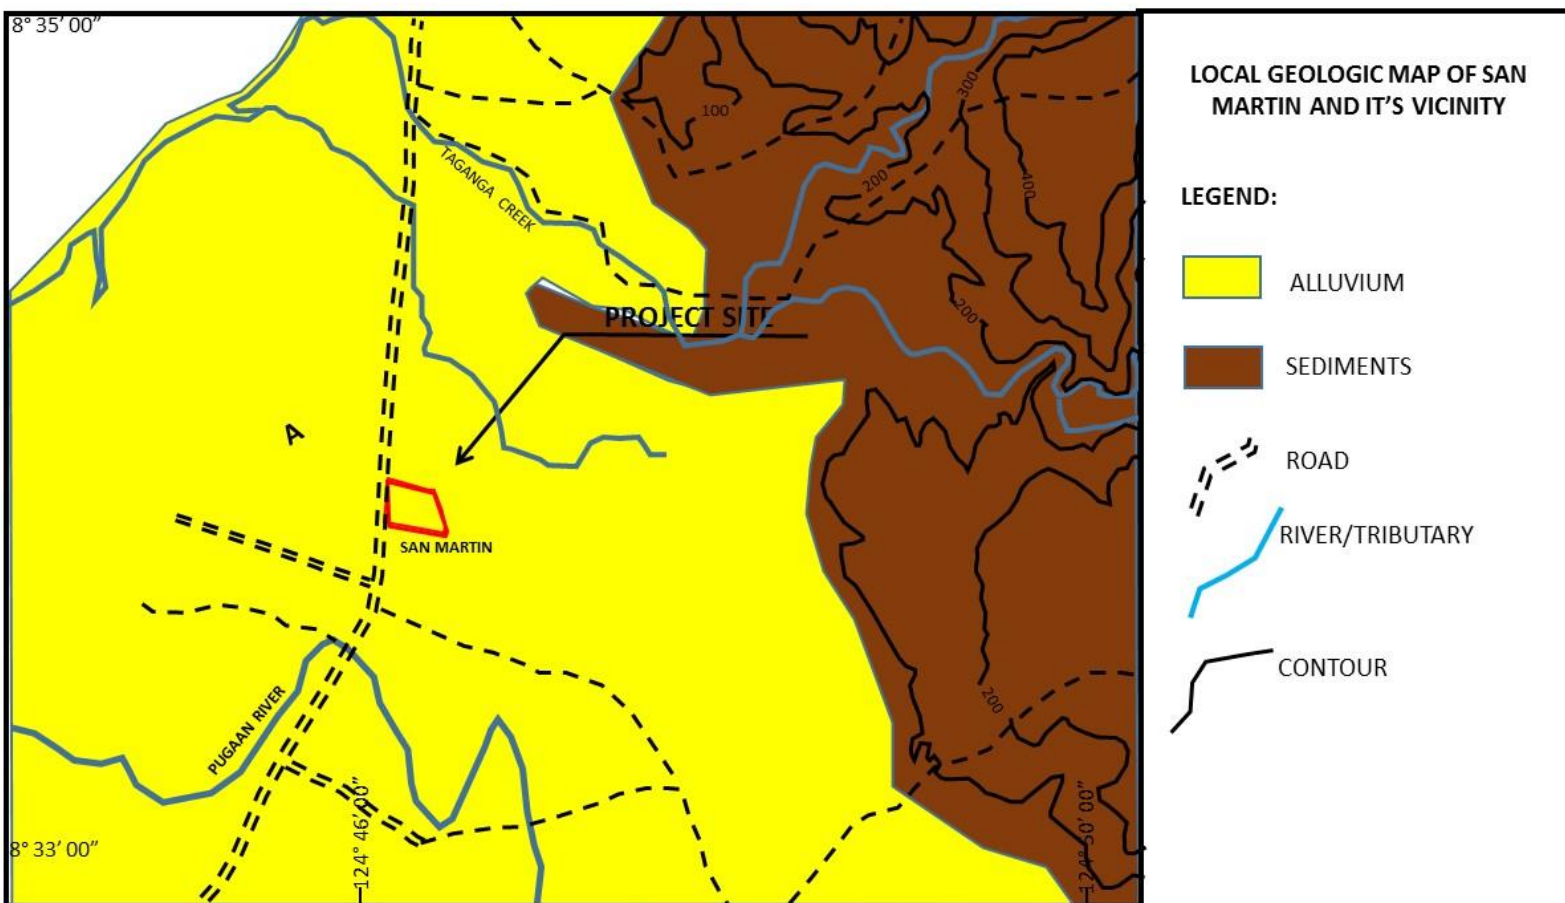 8° 35’ 00”
100
300
TAGANGA CREEK
200
400
200
PROJECT SITE
A
SAN MARTIN
200
PUGAAN RIVER
8° 33’ 00”
124° 46’ 00”
124° 50’ 00”
LOCAL GEOLOGIC MAP OF SAN
MARTIN AND IT’S VICINITY
LEGEND:
ALLUVIUM
SEDIMENTS
ROAD
RIVER/TRIBUTARY
CONTOUR